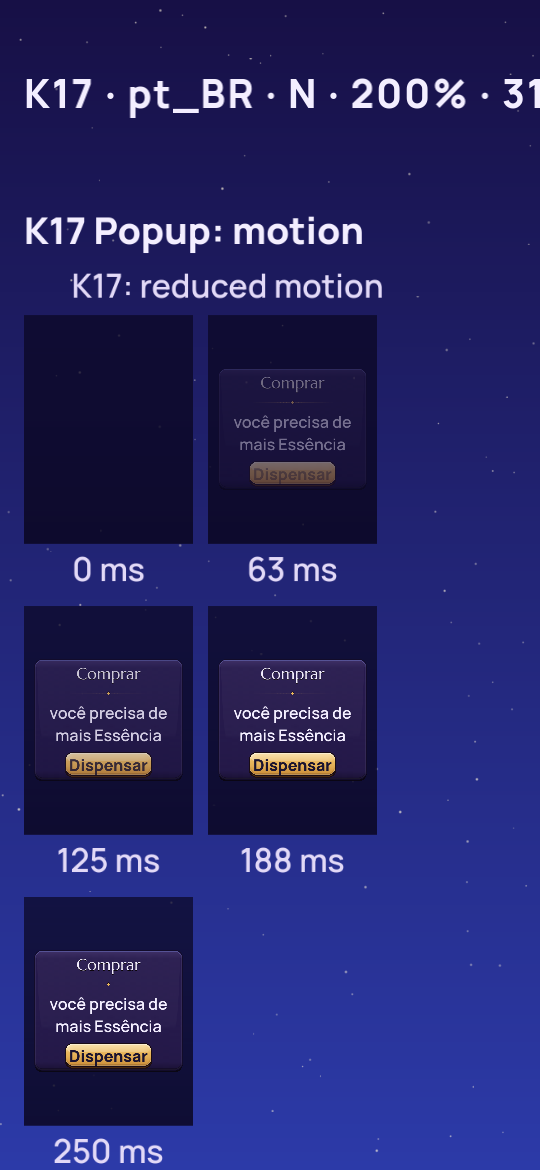 K17 · pt_BR · N · 200% · 31
K17 Popup: motion
K17: reduced motion
Comprar
você precisa de
mais Essência
Dispensar
0 ms
63 ms
Comprar
você precisa de
mais Essência
Dispensar
Comprar
você precisa de
mais Essência
Dispensar
125 ms
188 ms
Comprar
você precisa de
mais Essência
Dispensar
250 ms